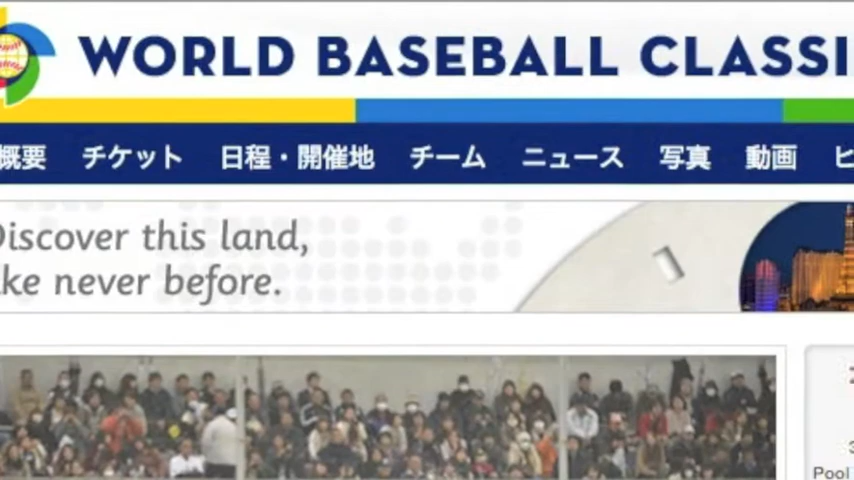 WORLD BASEBALL CLASSI
概要 チケット 日程・開催地 チーム ニュース 写真 動画 ヒ
Discover this land,
ke never before.
Pool